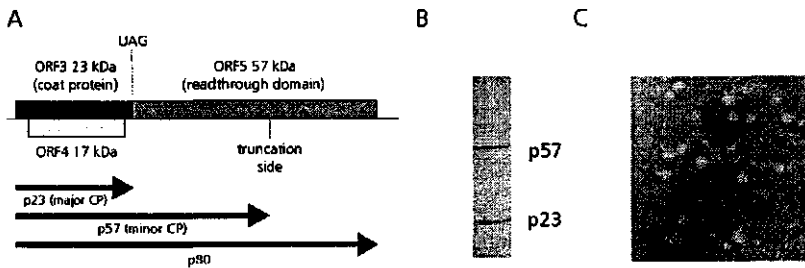 A
B
C
UAG
ORF3 23 kDa
(coat protein)
ORF5 57 kDa
(readthrough domain)
ORF4 17 kDa
truncation
side
p23 (major CP)
p57 (minor CP)
p80
p57
p23